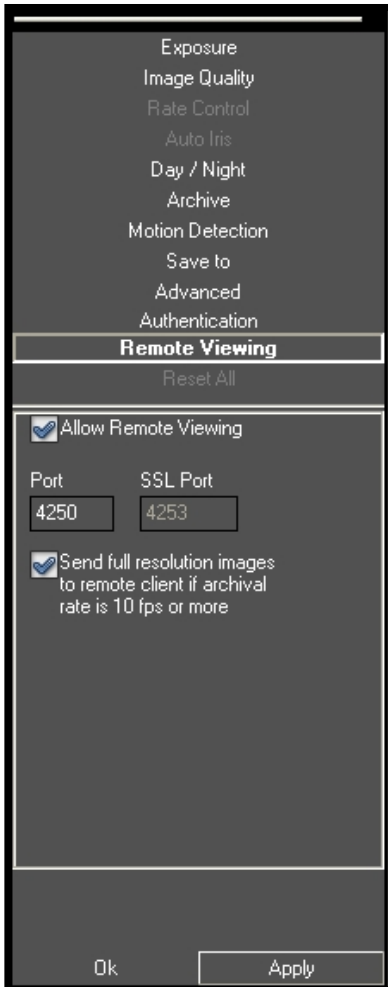 Exposure
Image Quality
Rate Control
Auto Iris
Day / Night
Archive
Motion Detection
Save to
Advanced
Authentication
Remote Viewing
Reset All
Allow Remote Viewing
Port SSL Port
4250 4253
Send full resolution images
to remote client if archival
rate is 10 fps or more
Ok Apply